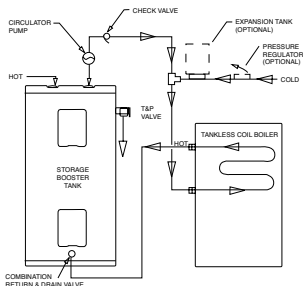 CIRCULATOR
PUMP
CHECK VALVE
EXPANSION TANK
(OPTIONAL)
PRESSURE
REGULATOR
(OPTIONAL)
HOT
COLD
T&P
VALVE
TANKLESS COIL BOILER
HOT
STORAGE
BOOSTER
TANK
COMBINATION
RETURN & DRAIN VALVE